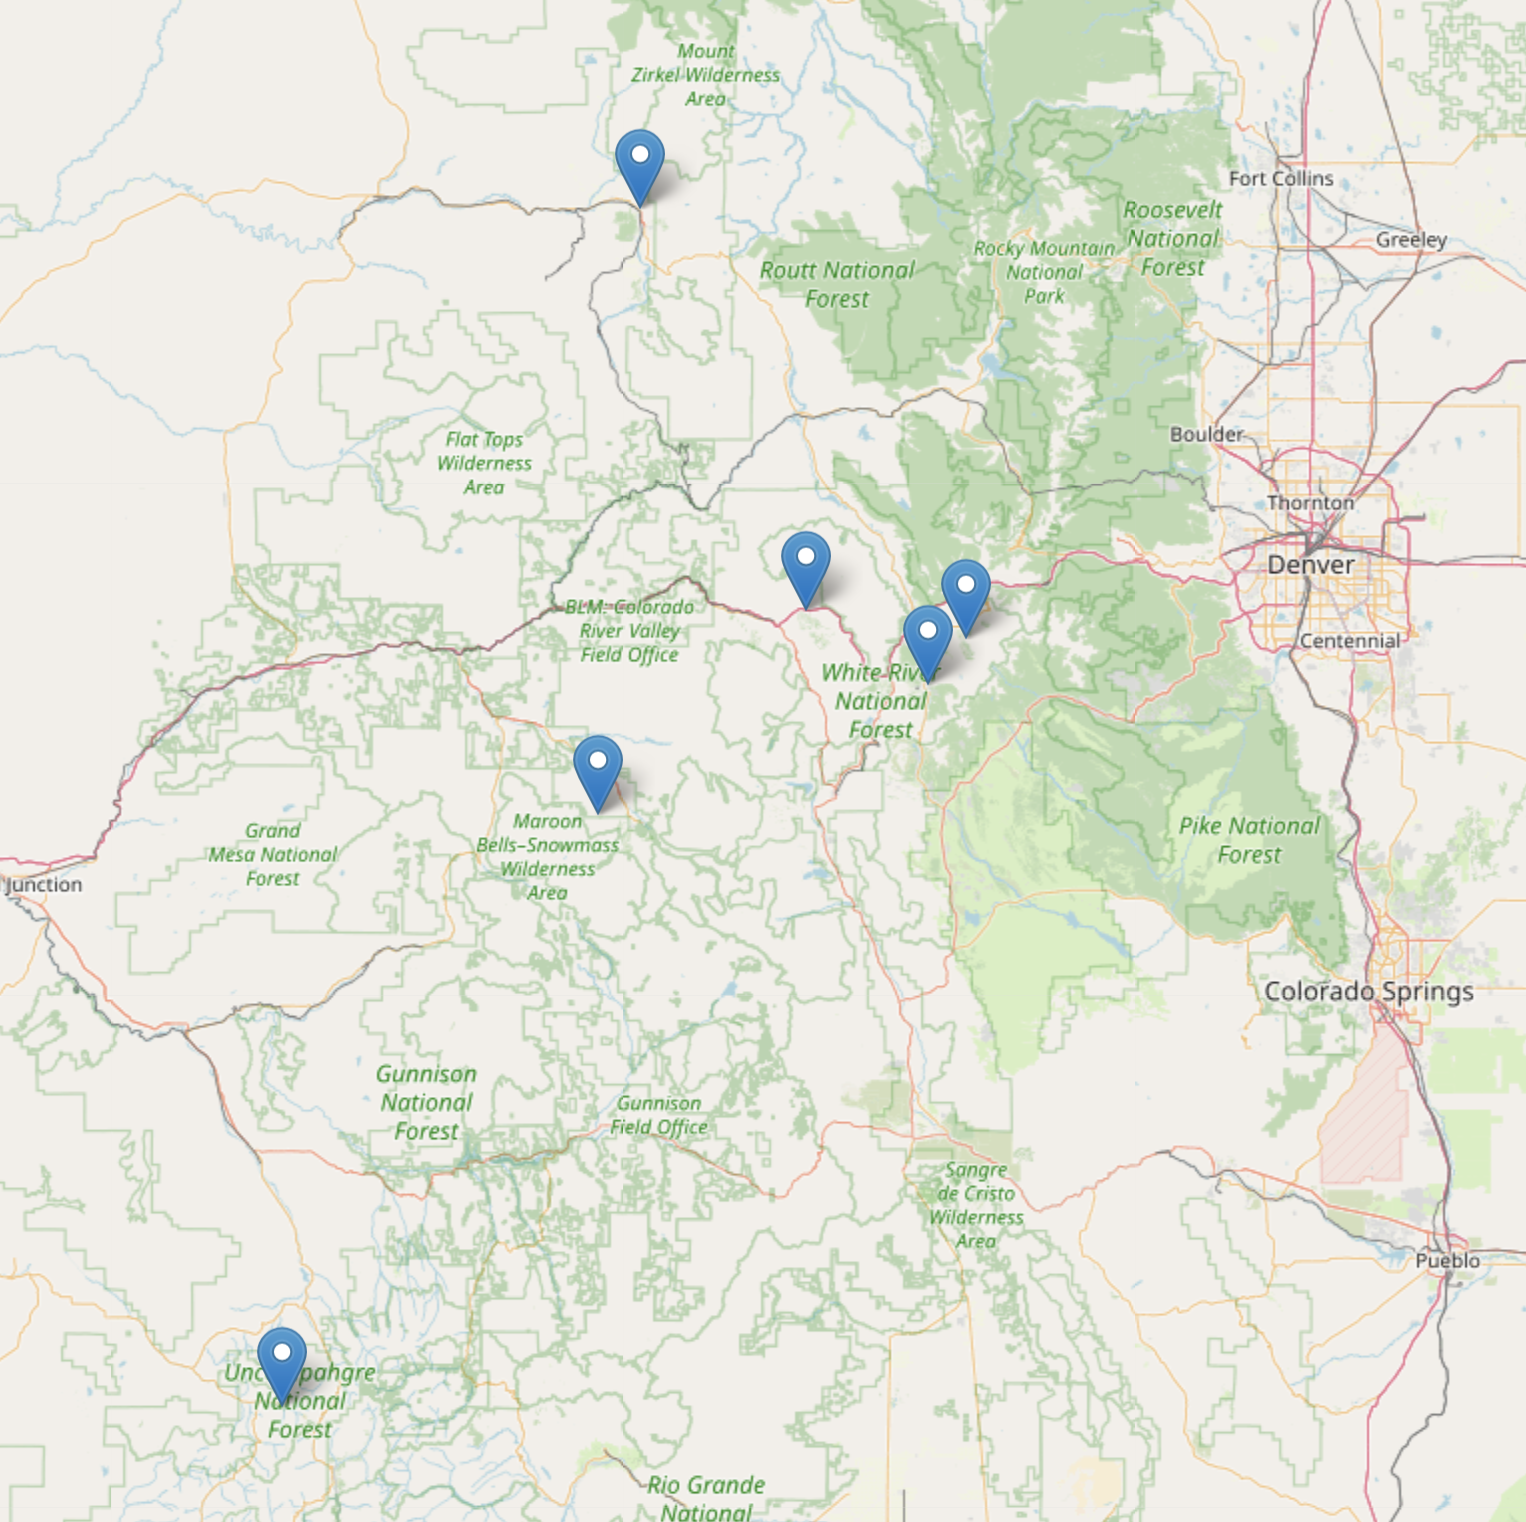 Mount
Zirkel Wilderness
Area
Fort Collins
Roosevelt
National
Forest
Greeley
Rocky Mountain
National
Park
Routt National
Forest
Boulder
Flat Tops
Wilderness
Area
Thornton
Denver
BLM: Colorado
River Valley
Field Office
Centennial
White River
National
Forest
Maroon
Bells–Snowmass
Wilderness
Area
Grand
Mesa National
Forest
Pike National
Forest
Junction
Colorado Springs
Gunnison
National
Forest
Gunnison
Field Office
Sangre
de Cristo
Wilderness
Area
Pueblo
National
Forest
Rio Grande
National